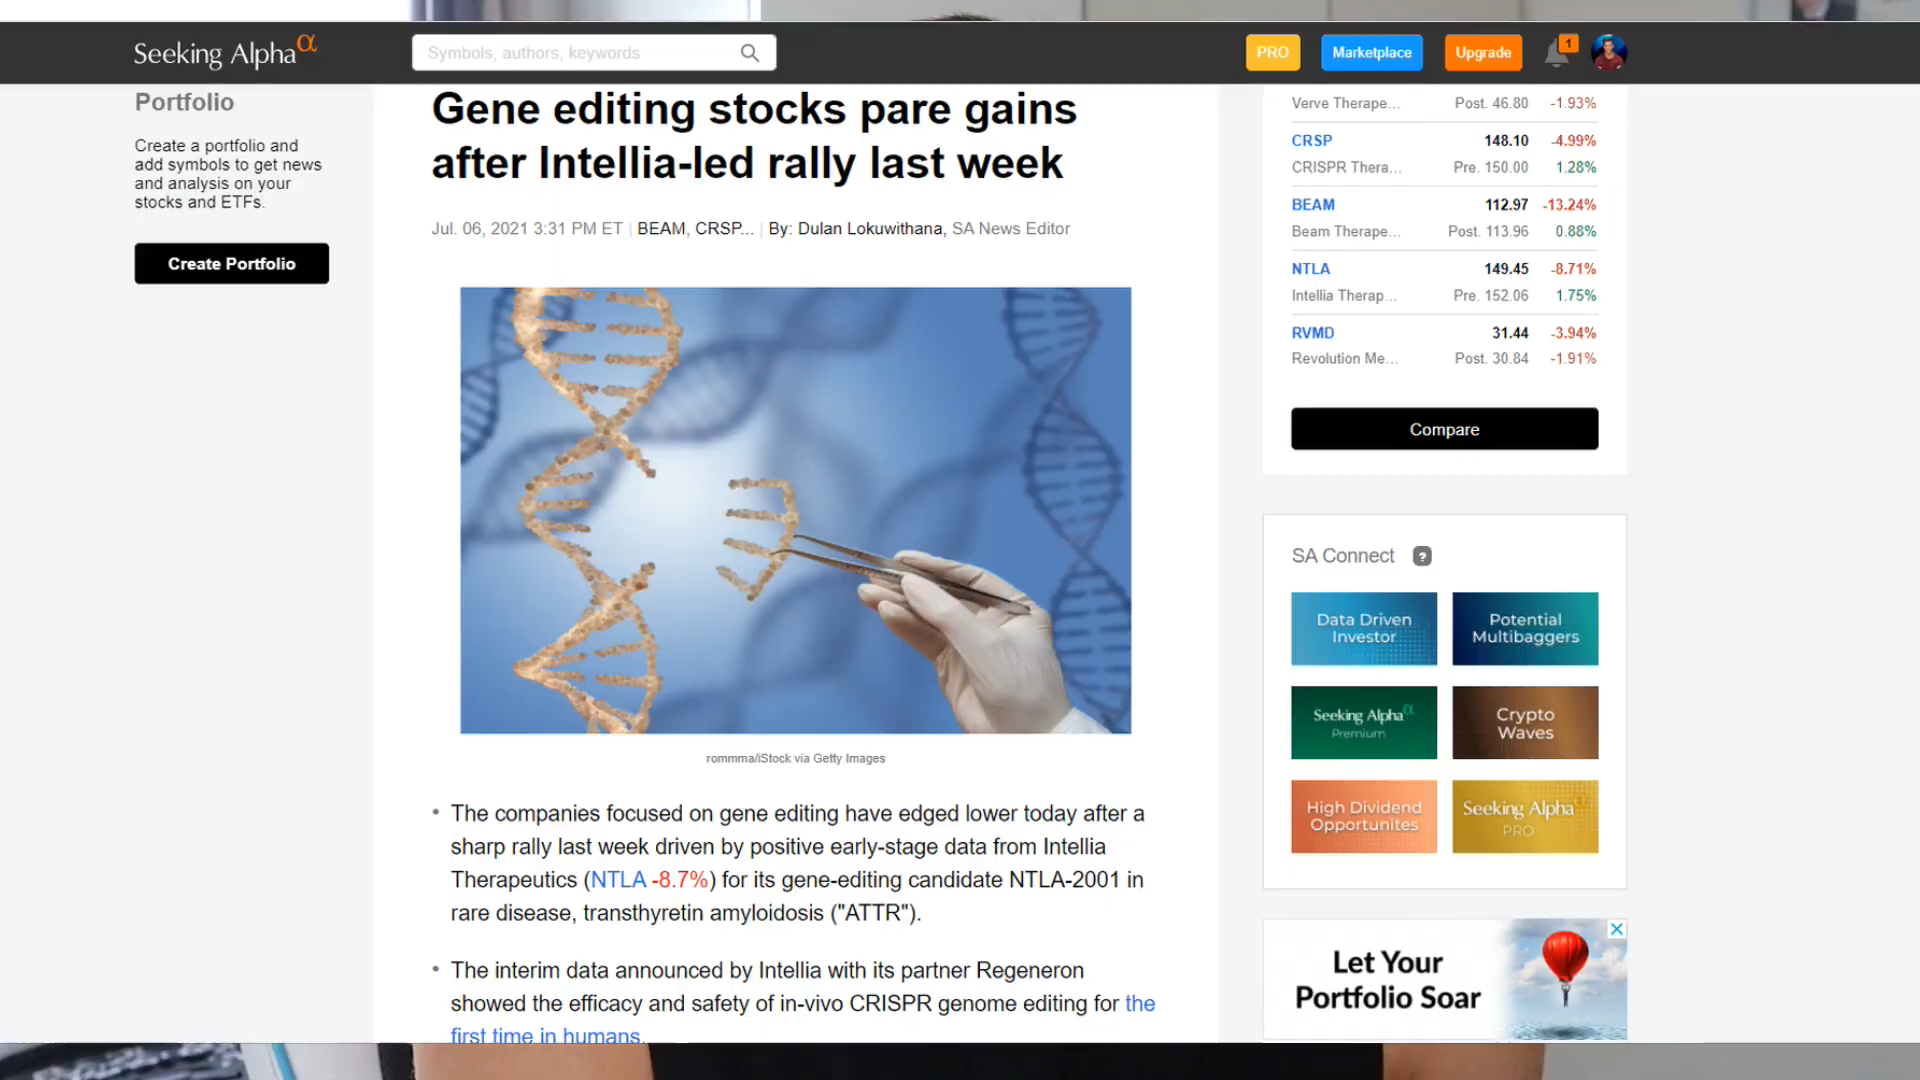 Seeking Alpha α
Symbols, authors, keywords
PRO
Marketplace
Upgrade
1
Portfolio
Create a portfolio and
add symbols to get news
and analysis on your
stocks and ETFs.
Create Portfolio
Gene editing stocks pare gains
after Intellia-led rally last week
Jul. 06, 2021 3:31 PM ET | BEAM, CRSP... | By: Dulan Lokuwithana, SA News Editor
rommma/iStock via Getty Images
• The companies focused on gene editing have edged lower today after a
sharp rally last week driven by positive early-stage data from Intellia
Therapeutics (NTLA -8.7%) for its gene-editing candidate NTLA-2001 in
rare disease, transthyretin amyloidosis ("ATTR").
• The interim data announced by Intellia with its partner Regeneron
showed the efficacy and safety of in-vivo CRISPR genome editing for the
first time in humans.
Verve Therape... Post. 46.80 -1.93%
CRSP 148.10 -4.99%
CRISPR Thera... Pre. 150.00 1.28%
BEAM 112.97 -13.24%
Beam Therape... Post. 113.96 0.88%
NTLA 149.45 -8.71%
Intellia Therap... Pre. 152.06 1.75%
RVMD 31.44 -3.94%
Revolution Me... Post. 30.84 -1.91%
Compare
SA Connect ?
Data Driven
Investor
Potential
Multibaggers
Seeking Alpha α
Premium
Crypto
Waves
High Dividend
Opportunites
Seeking Alpha α
PRO
Let Your
Portfolio Soar